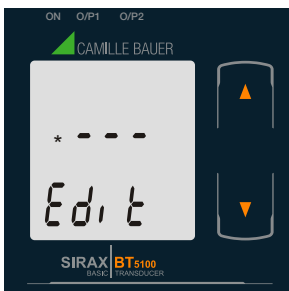 ON O/P1 O/P2
CAMILLE BAUER
* - - -
Edit
SIRAX BT5100
BASIC TRANSDUCER